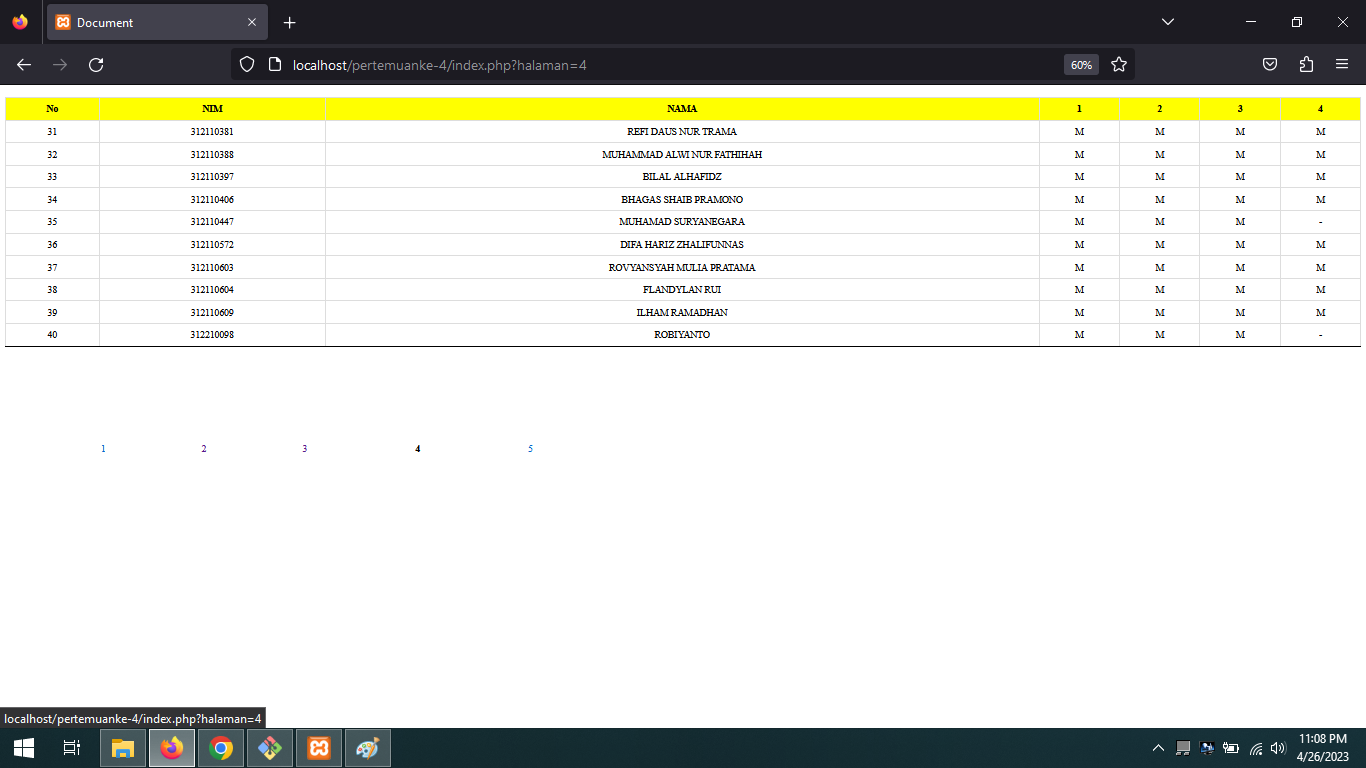 Document
localhost/pertemuanke-4/index.php?halaman=4 60%
No NIM NAMA 1 2 3 4
31 312110381 REFI DAUS NUR TRAMA M M M M
32 312110388 MUHAMMAD ALWI NUR FATHIHAH M M M M
33 312110397 BILAL ALHAFIDZ M M M M
34 312110406 BHAGAS SHAIB PRAMONO M M M M
35 312110447 MUHAMAD SURYANEGARA M M M -
36 312110572 DIFA HARIZ ZHALIFUNNAS M M M M
37 312110603 ROVYANSYAH MULIA PRATAMA M M M M
38 312110604 FLANDYLAN RUI M M M M
39 312110609 ILHAM RAMADHAN M M M M
40 312210098 ROBIYANTO M M M -
1 2 3 4 5
localhost/pertemuanke-4/index.php?halaman=4
11:08 PM
4/26/2023